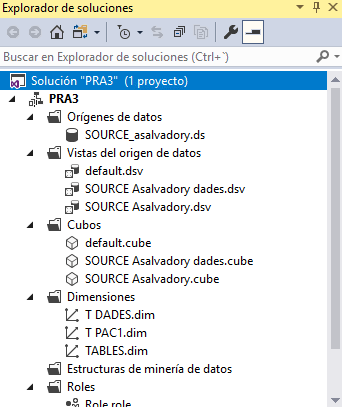 Explorador de soluciones
Buscar en Explorador de soluciones (Ctrl+`)
Solución "PRA3" (1 proyecto)
PRA3
Orígenes de datos
SOURCE_asalvadory.ds
Vistas del origen de datos
default.dsv
SOURCE Asalvadory dades.dsv
SOURCE Asalvadory.dsv
Cubos
default.cube
SOURCE Asalvadory dades.cube
SOURCE Asalvadory.cube
Dimensiones
T DADES.dim
T PAC1.dim
TABLES.dim
Estructuras de minería de datos
Roles
Role.role